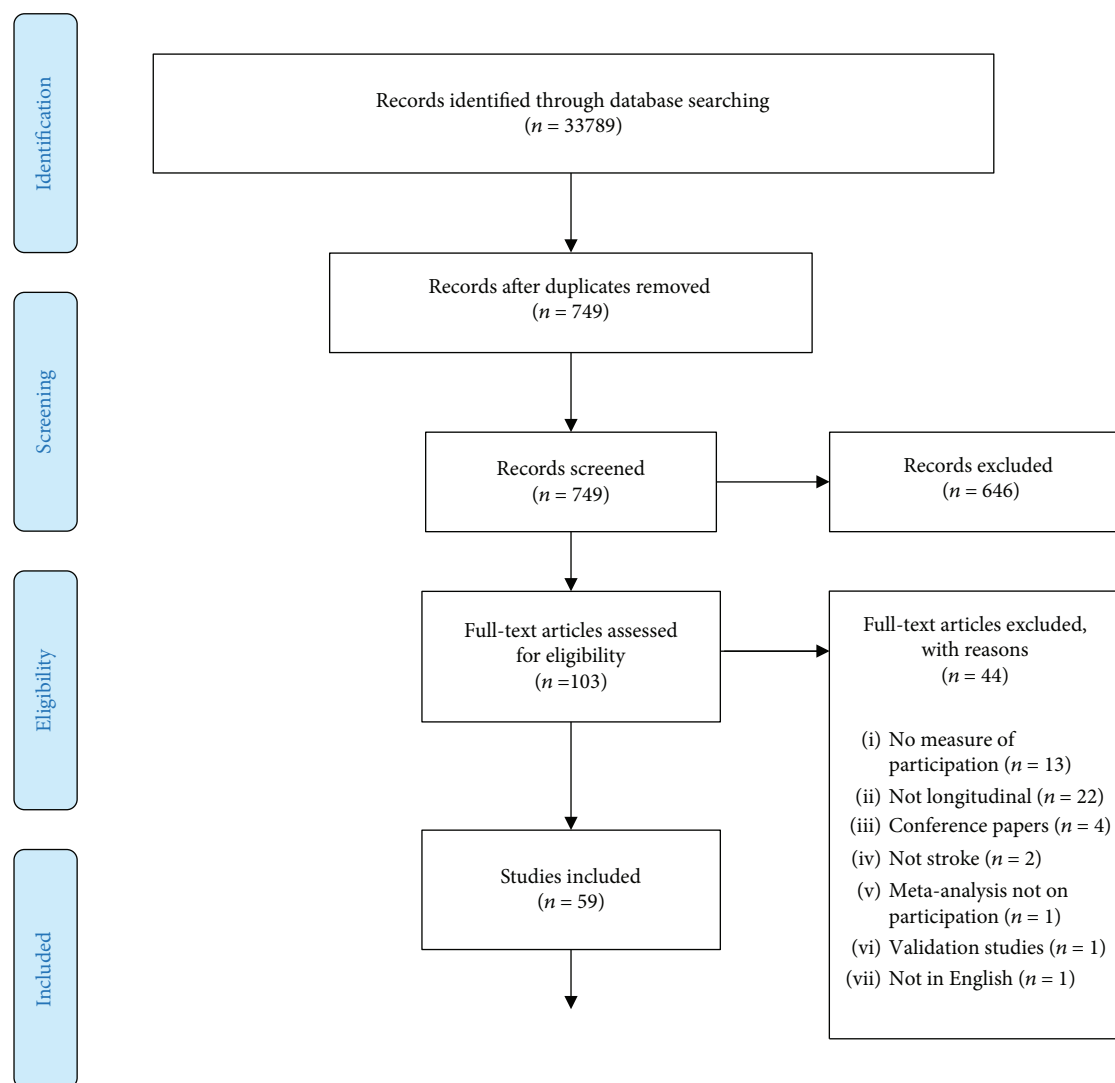 Identification
Records identified through database searching
(n = 33789)
Records after duplicates removed
(n = 749)
Screening
Records screened
(n = 749)
Records excluded
(n = 646)
Eligibility
Full-text articles assessed
for eligibility
(n =103)
Full-text articles excluded,
with reasons
(n = 44)
(i) No measure of
participation (n = 13)
(ii) Not longitudinal (n = 22)
(iii) Conference papers (n = 4)
(iv) Not stroke (n = 2)
(v) Meta-analysis not on
participation (n = 1)
(vi) Validation studies (n = 1)
(vii) Not in English (n = 1)
Included
Studies included
(n = 59)